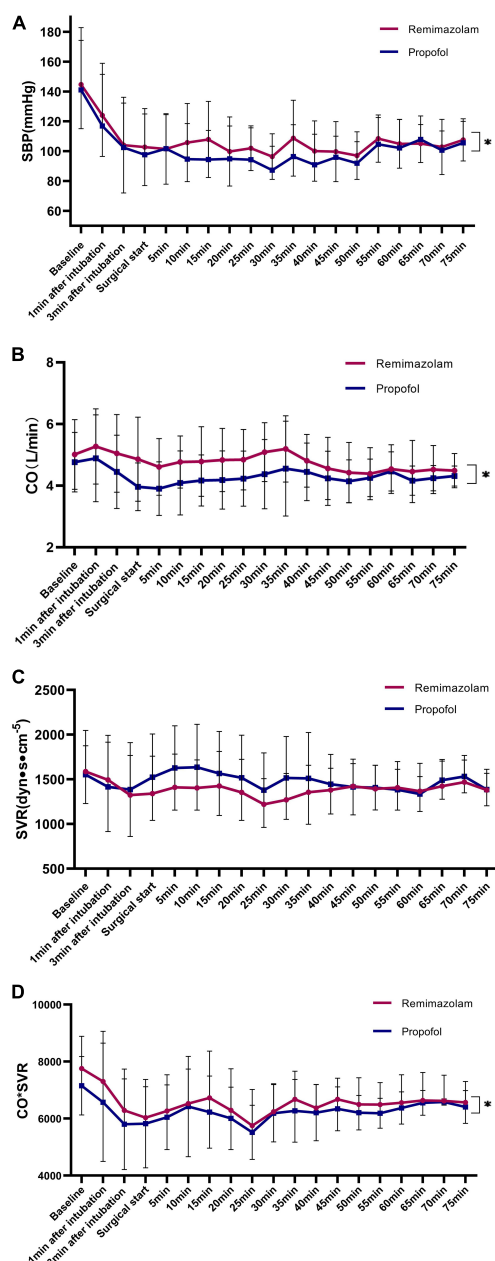 A
Remimazolam
Propofol
SBP(mmHg)
180
160
140
120
100
80
60
*
Baseline
1min after intubation
3min after intubation
Surgical start
5min
10min
15min
20min
25min
30min
35min
40min
45min
50min
55min
60min
65min
70min
75min
B
Remimazolam
Propofol
CO(L/min)
8
6
4
2
*
Baseline
1min after intubation
3min after intubation
Surgical start
5min
10min
15min
20min
25min
30min
35min
40min
45min
50min
55min
60min
65min
70min
75min
C
Remimazolam
Propofol
SVR(dyn•s•cm⁻⁵)
2500
2000
1500
1000
500
Baseline
1min after intubation
3min after intubation
Surgical start
5min
10min
15min
20min
25min
30min
35min
40min
45min
50min
55min
60min
65min
70min
75min
D
Remimazolam
Propofol
CO*SVR
10000
8000
6000
4000
*
Baseline
1min after intubation
3min after intubation
Surgical start
5min
10min
15min
20min
25min
30min
35min
40min
45min
50min
55min
60min
65min
70min
75min